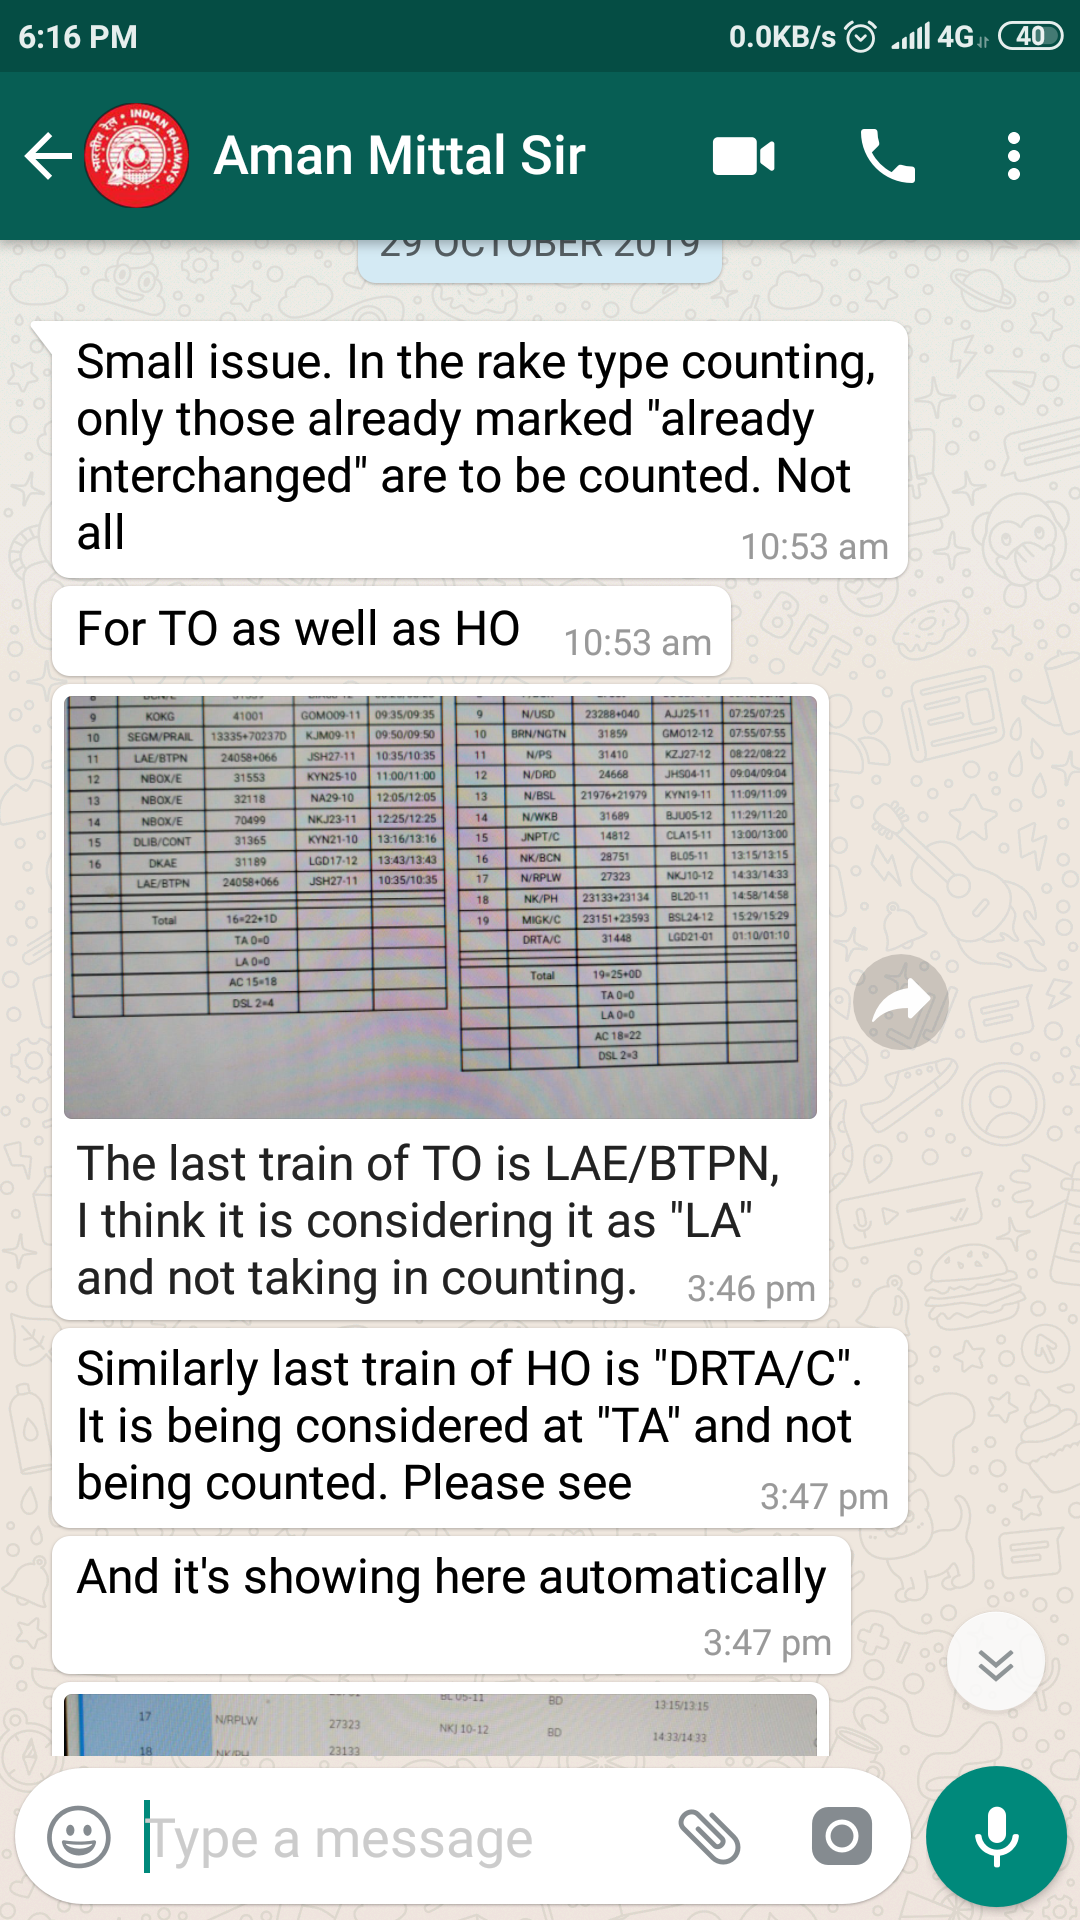 6:16 PM
0.0KB/s 4G 40
Aman Mittal Sir
29 OCTOBER 2019
Small issue. In the rake type counting,
only those already marked "already
interchanged" are to be counted. Not
all
10:53 am
For TO as well as HO
10:53 am
9 KOKG 41001 GOMO09-11 09:35/09:35
10 SEGM/PRAIL 13335+70237D KJM09-11 09:50/09:50
11 LAE/BTPN 24058+066 JSH27-11 10:35/10:35
12 NBOX/E 31553 KYN25-10 11:00/11:00
13 NBOX/E 32118 NA29-10 12:05/12:05
14 NBOX/E 70499 NKJ23-11 12:25/12:25
15 DLIB/CONT 31365 KYN21-10 13:16/13:16
16 DKAE 31189 LGD17-12 13:43/13:43
LAE/BTPN 24058+066 JSH27-11 10:35/10:35
Total 16=22+1D
TA 0=0
LA 0=0
AC 15=18
DSL 2=4
9 N/USD 23288+040 AJJ25-11 07:25/07:25
10 BRN/NGTN 31859 GMO12-12 07:55/07:55
11 N/PS 31410 KZJ27-12 08:22/08:22
12 N/DRD 24668 JHS04-11 09:04/09:04
13 N/BSL 21976+21979 KYN19-11 11:09/11:09
14 N/WKB 31689 BJU05-12 11:29/11:20
15 JNPT/C 14812 CLA15-11 13:00/13:00
16 NK/BCN 28751 BL05-11 13:15/13:15
17 N/RPLW 27323 NKJ10-12 14:33/14:33
18 NK/PH 23133+23134 BL20-11 14:58/14:58
19 MIGK/C 23151+23593 BSL24-12 15:29/15:29
DRTA/C 31448 LGD21-01 01:10/01:10
Total 19=25+0D
TA 0=0
LA 0=0
AC 18=22
DSL 2=3
The last train of TO is LAE/BTPN,
I think it is considering it as "LA"
and not taking in counting.
3:46 pm
Similarly last train of HO is "DRTA/C".
It is being considered at "TA" and not
being counted. Please see
3:47 pm
And it's showing here automatically
3:47 pm
BL 05-11 BD 13:15/13:15
17 N/RPLW 27323 NKJ 10-12 BD 14:33/14:33
18 NK/PH 23133
Type a message